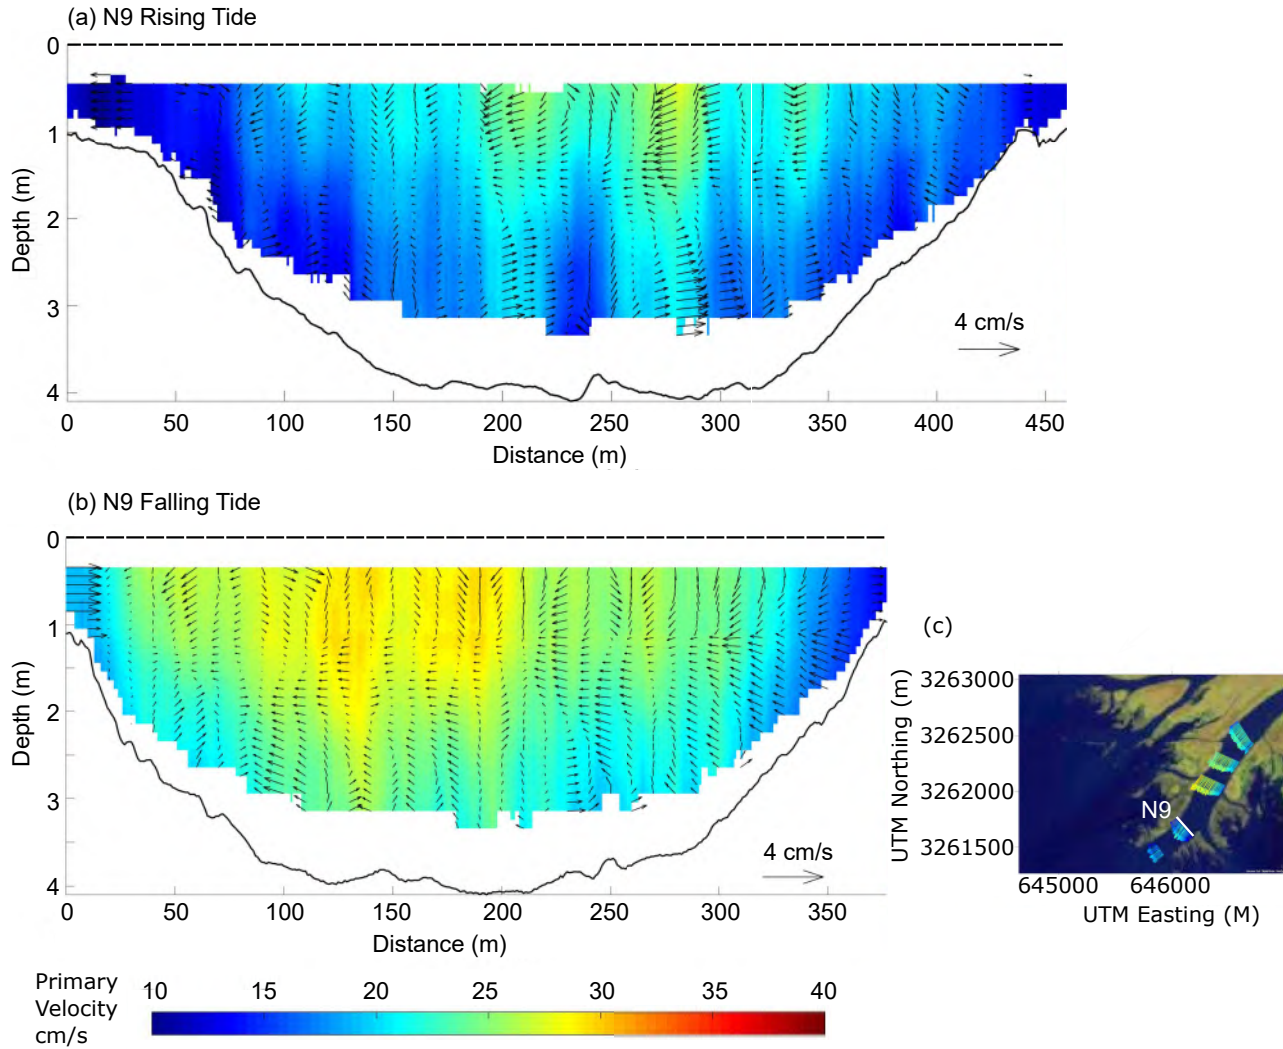 (a) N9 Rising Tide
0
1
2
3
4
Depth (m)
4 cm/s
0 50 100 150 200 250 300 350 400 450
Distance (m)
(b) N9 Falling Tide
0
1
2
3
4
Depth (m)
4 cm/s
0 50 100 150 200 250 300 350
Distance (m)
(c)
3263000
3262500
3262000
3261500
UTM Northing (m)
N9
645000 646000
UTM Easting (M)
Primary
Velocity
cm/s
10 15 20 25 30 35 40